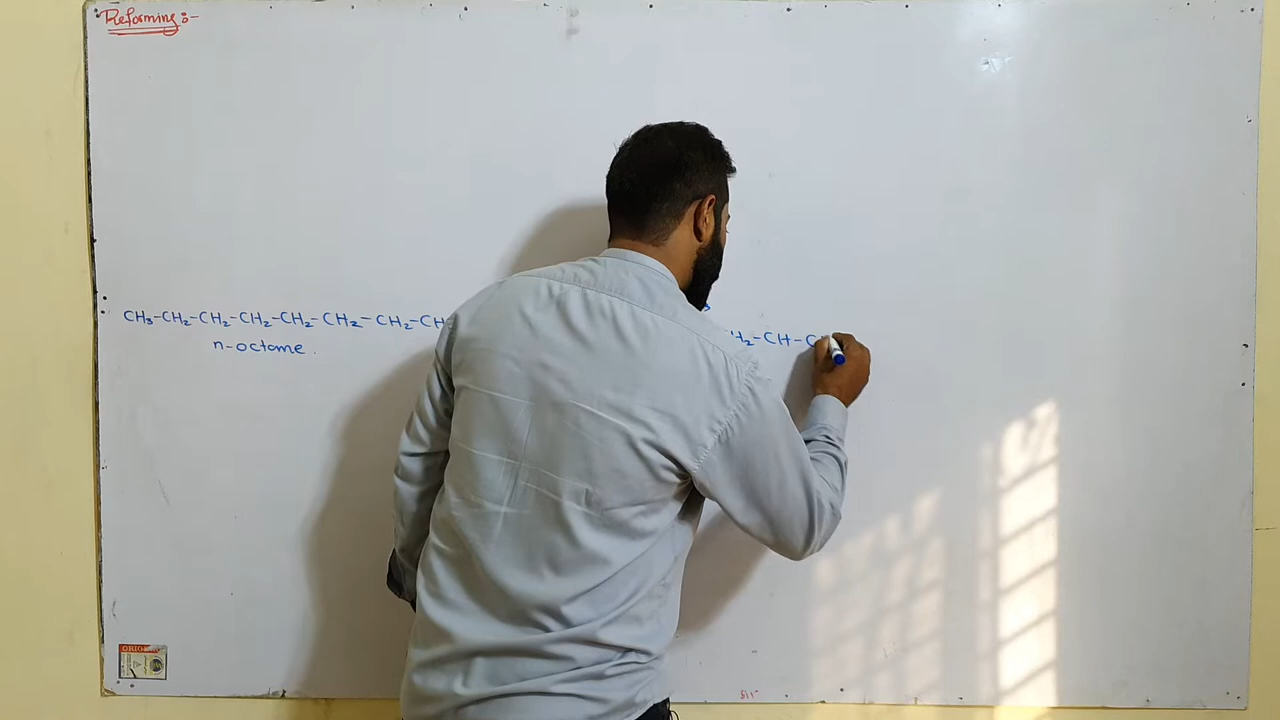 Reforming :-
CH₃-CH₂-CH₂-CH₂-CH₂-CH₂-CH₂-CH
n-octane.
H₂-CH-C